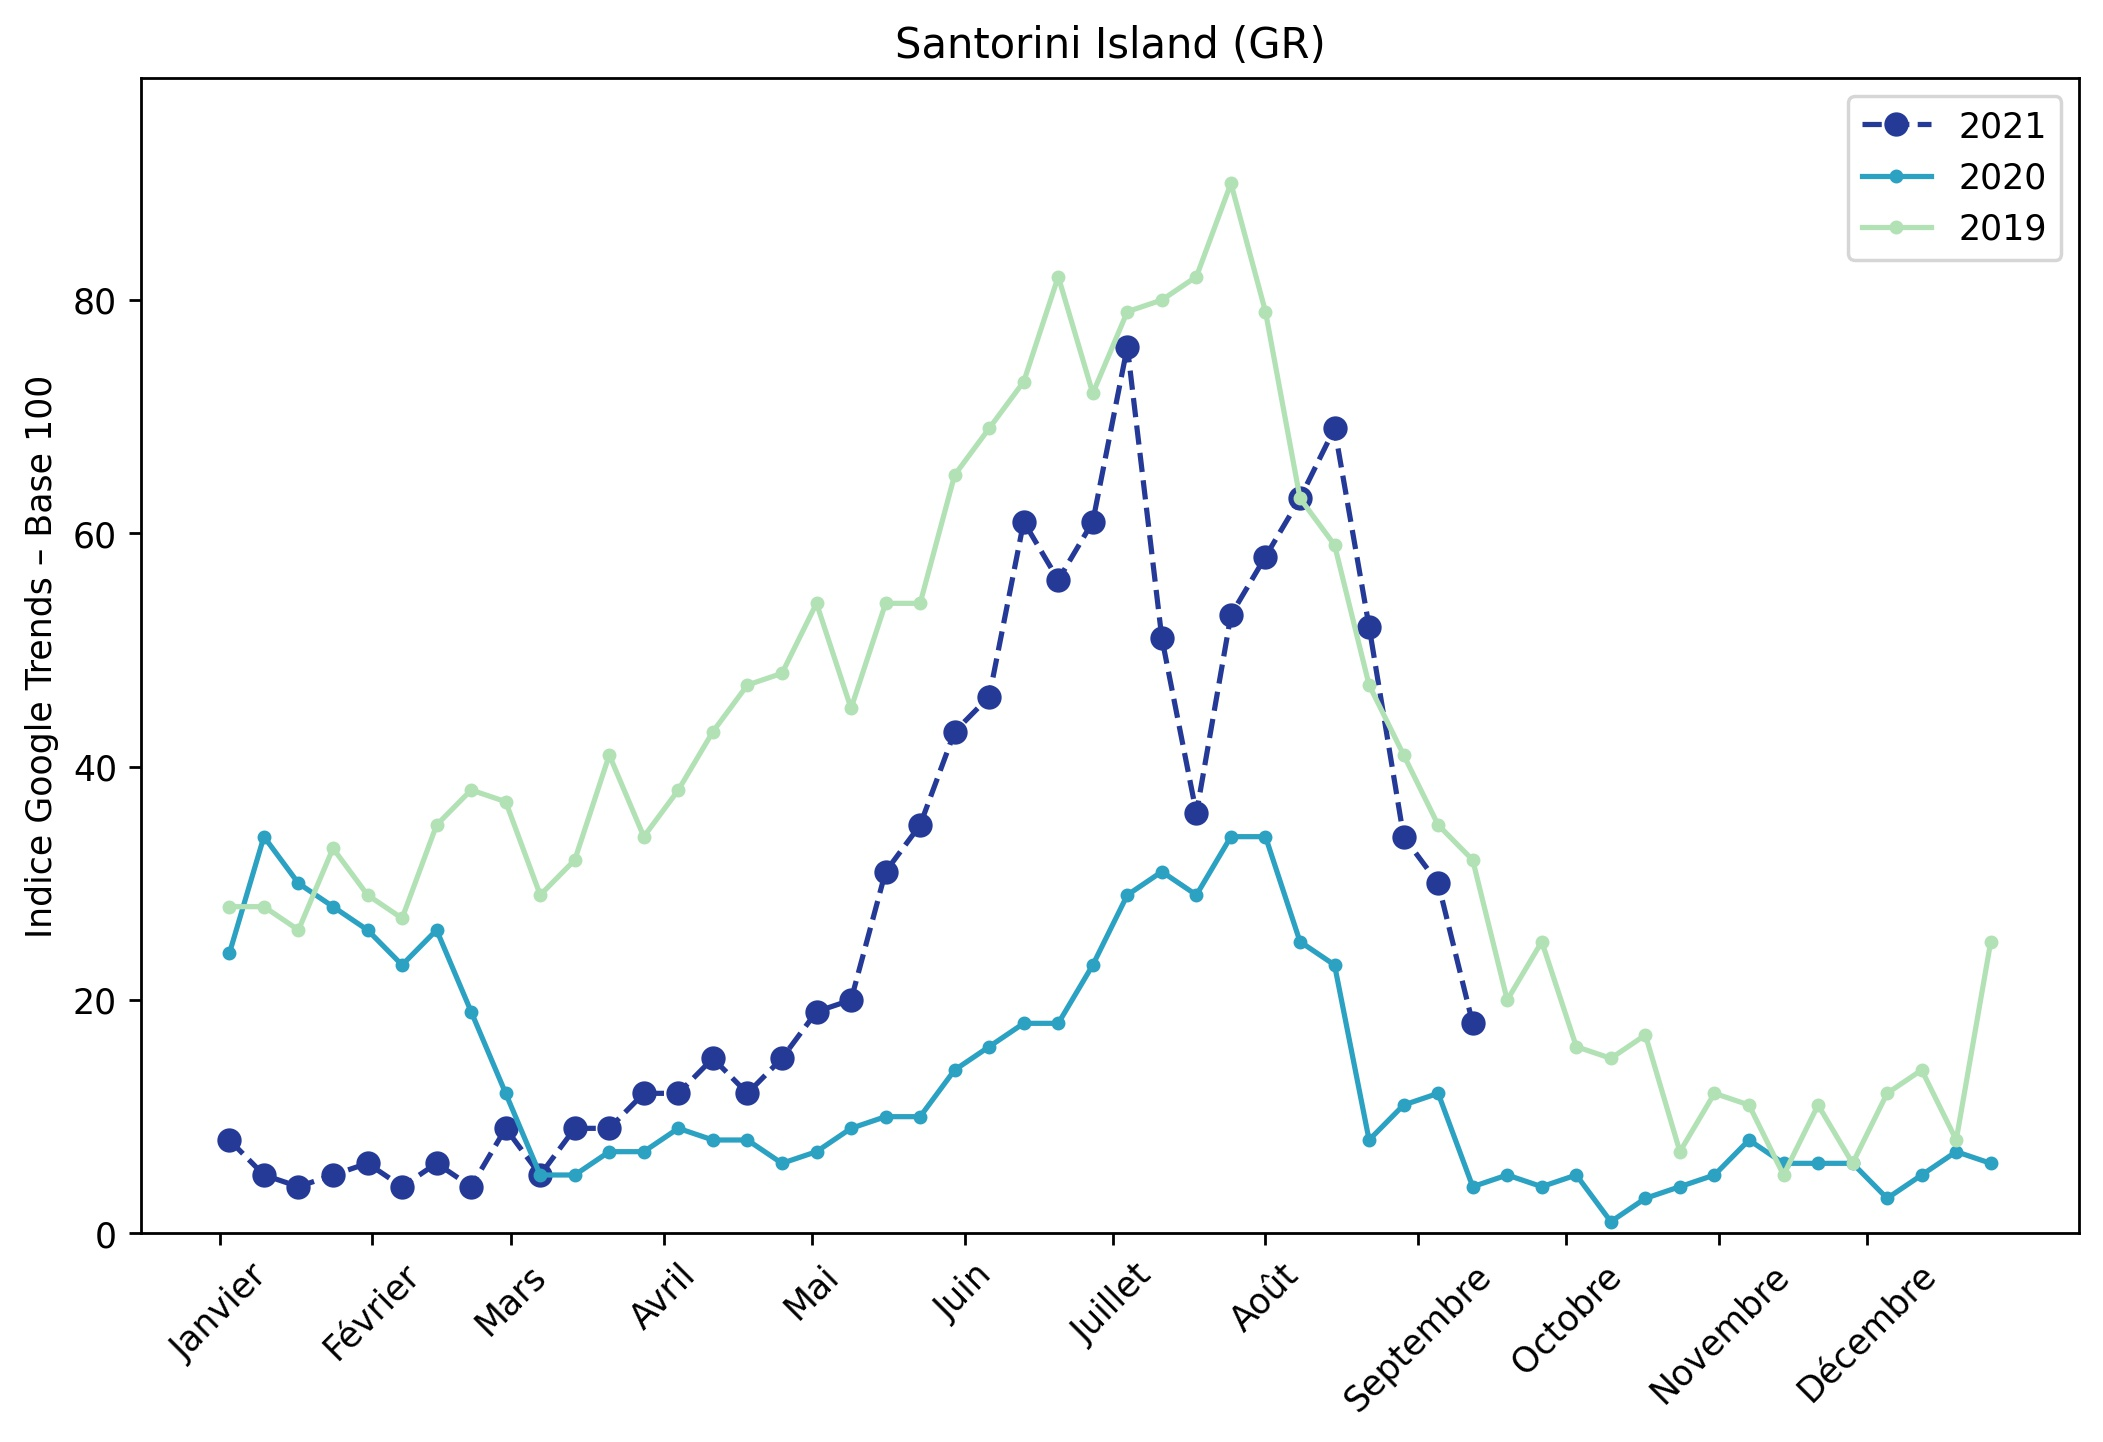 Santorini Island (GR)
2021
2020
2019
Indice Google Trends – Base 100
80
60
40
20
0
Janvier
Février
Mars
Avril
Mai
Juin
Juillet
Août
Septembre
Octobre
Novembre
Décembre